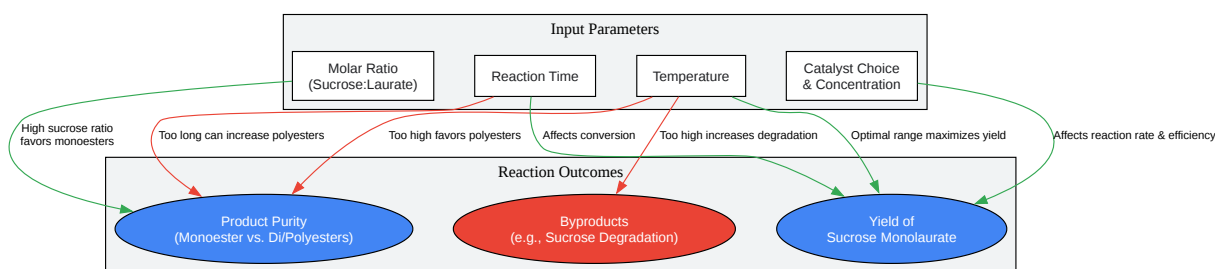 Input Parameters
Molar Ratio
(Sucrose:Laurate)
Reaction Time
Temperature
Catalyst Choice
& Concentration
High sucrose ratio
favors monoesters
Too long can increase polyesters
Too high favors polyesters
Affects conversion
Too high increases degradation
Optimal range maximizes yield
Affects reaction rate & efficiency
Reaction Outcomes
Product Purity
(Monoester vs. Di/Polyesters)
Byproducts
(e.g., Sucrose Degradation)
Yield of
Sucrose Monolaurate